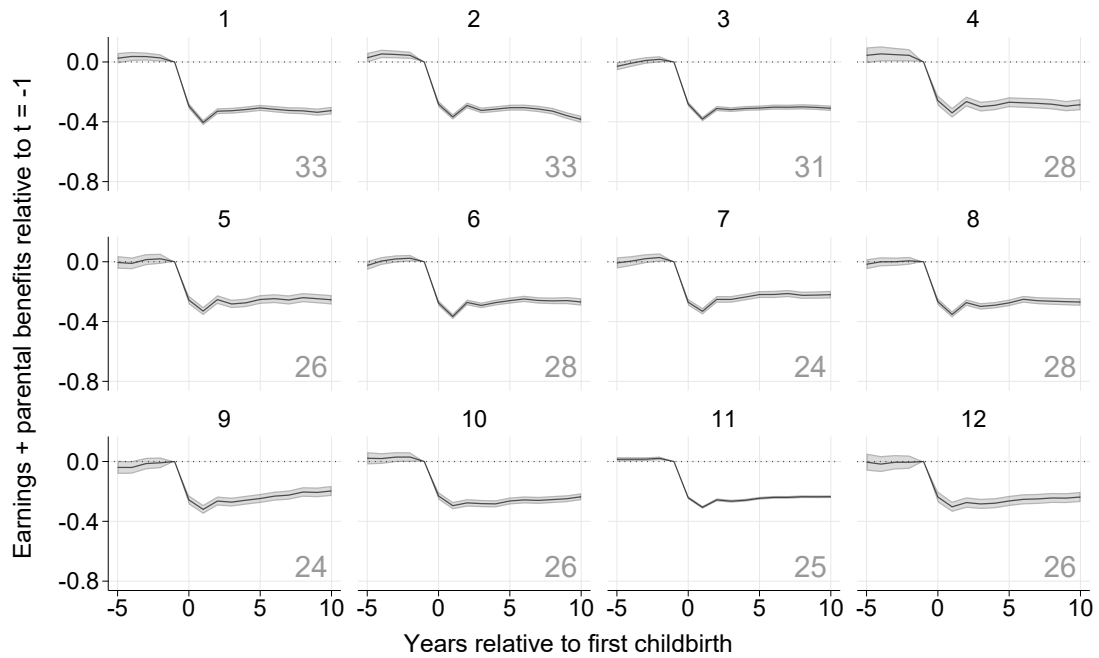 1 2 3 4
0.0
-0.4
-0.8
33 33 31 28
5 6 7 8
0.0
-0.4
-0.8
26 28 24 28
9 10 11 12
0.0
-0.4
-0.8
24 26 25 26
-5 0 5 10 -5 0 5 10 -5 0 5 10 -5 0 5 10
Years relative to first childbirth
Earnings + parental benefits relative to t = -1